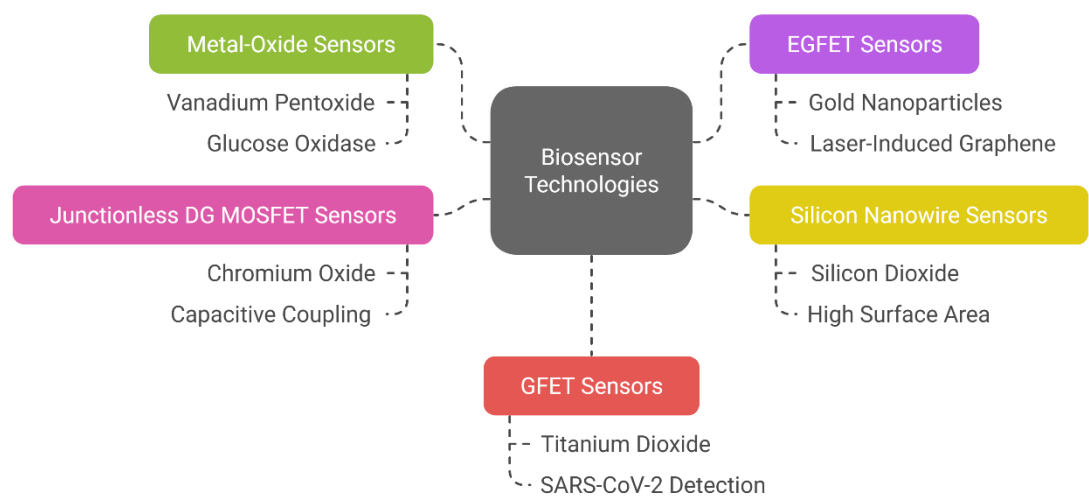 Metal-Oxide Sensors
Vanadium Pentoxide
Glucose Oxidase
Junctionless DG MOSFET Sensors
Chromium Oxide
Capacitive Coupling
Biosensor
Technologies
EGFET Sensors
Gold Nanoparticles
Laser-Induced Graphene
Silicon Nanowire Sensors
Silicon Dioxide
High Surface Area
GFET Sensors
Titanium Dioxide
SARS-CoV-2 Detection